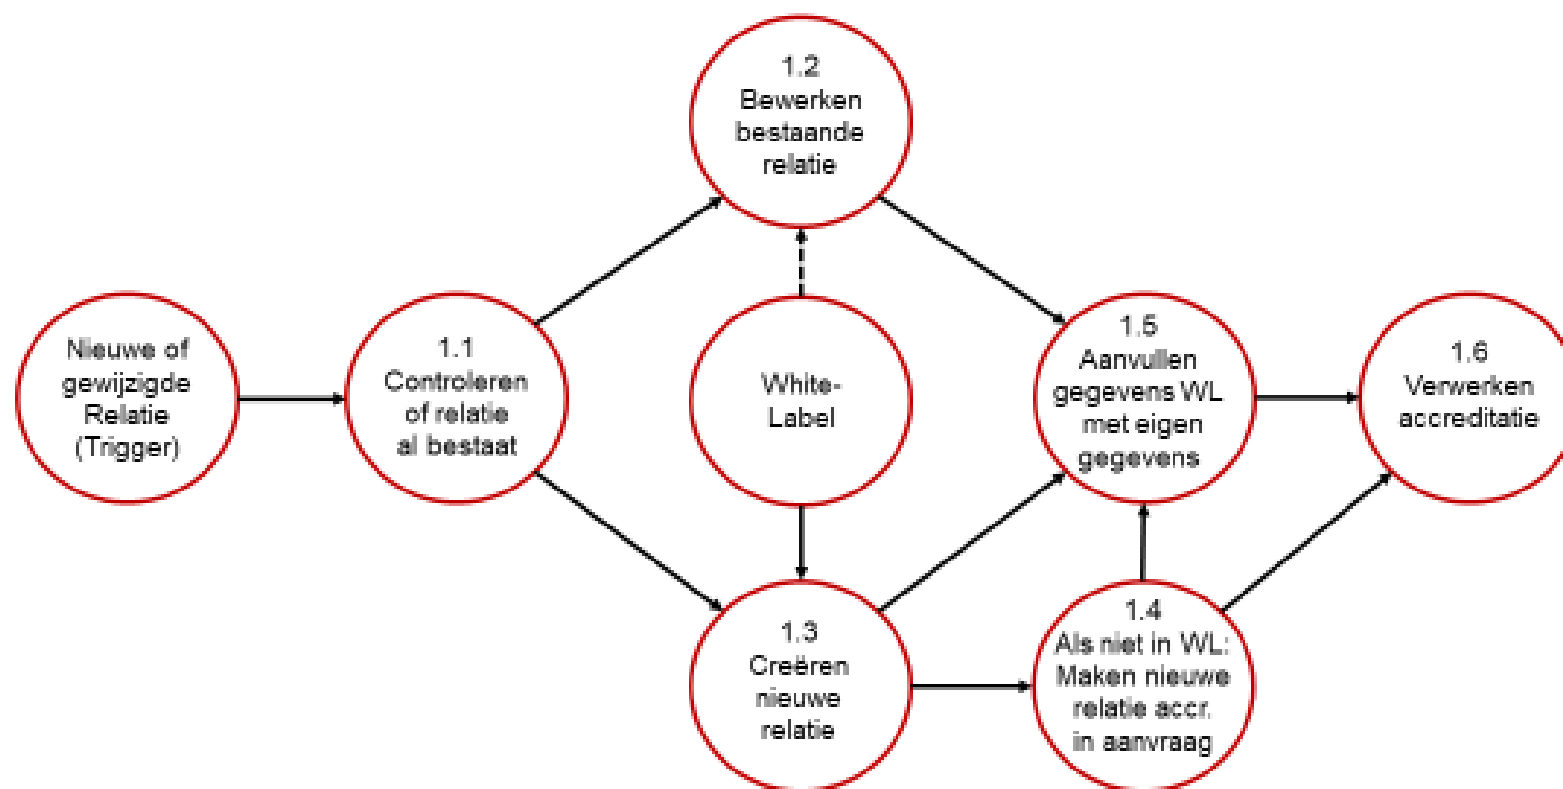 1.2
Bewerken
bestaande
relatie
Nieuwe of
gewijzigde
Relatie
(Trigger)
1.1
Controleren
of relatie
al bestaat
White-
Label
1.5
Aanvullen
gegevens WL
met eigen
gegevens
1.6
Verwerken
accreditatie
1.3
Creëren
nieuwe
relatie
1.4
Als niet in WL:
Maken nieuwe
relatie accr.
in aanvraag